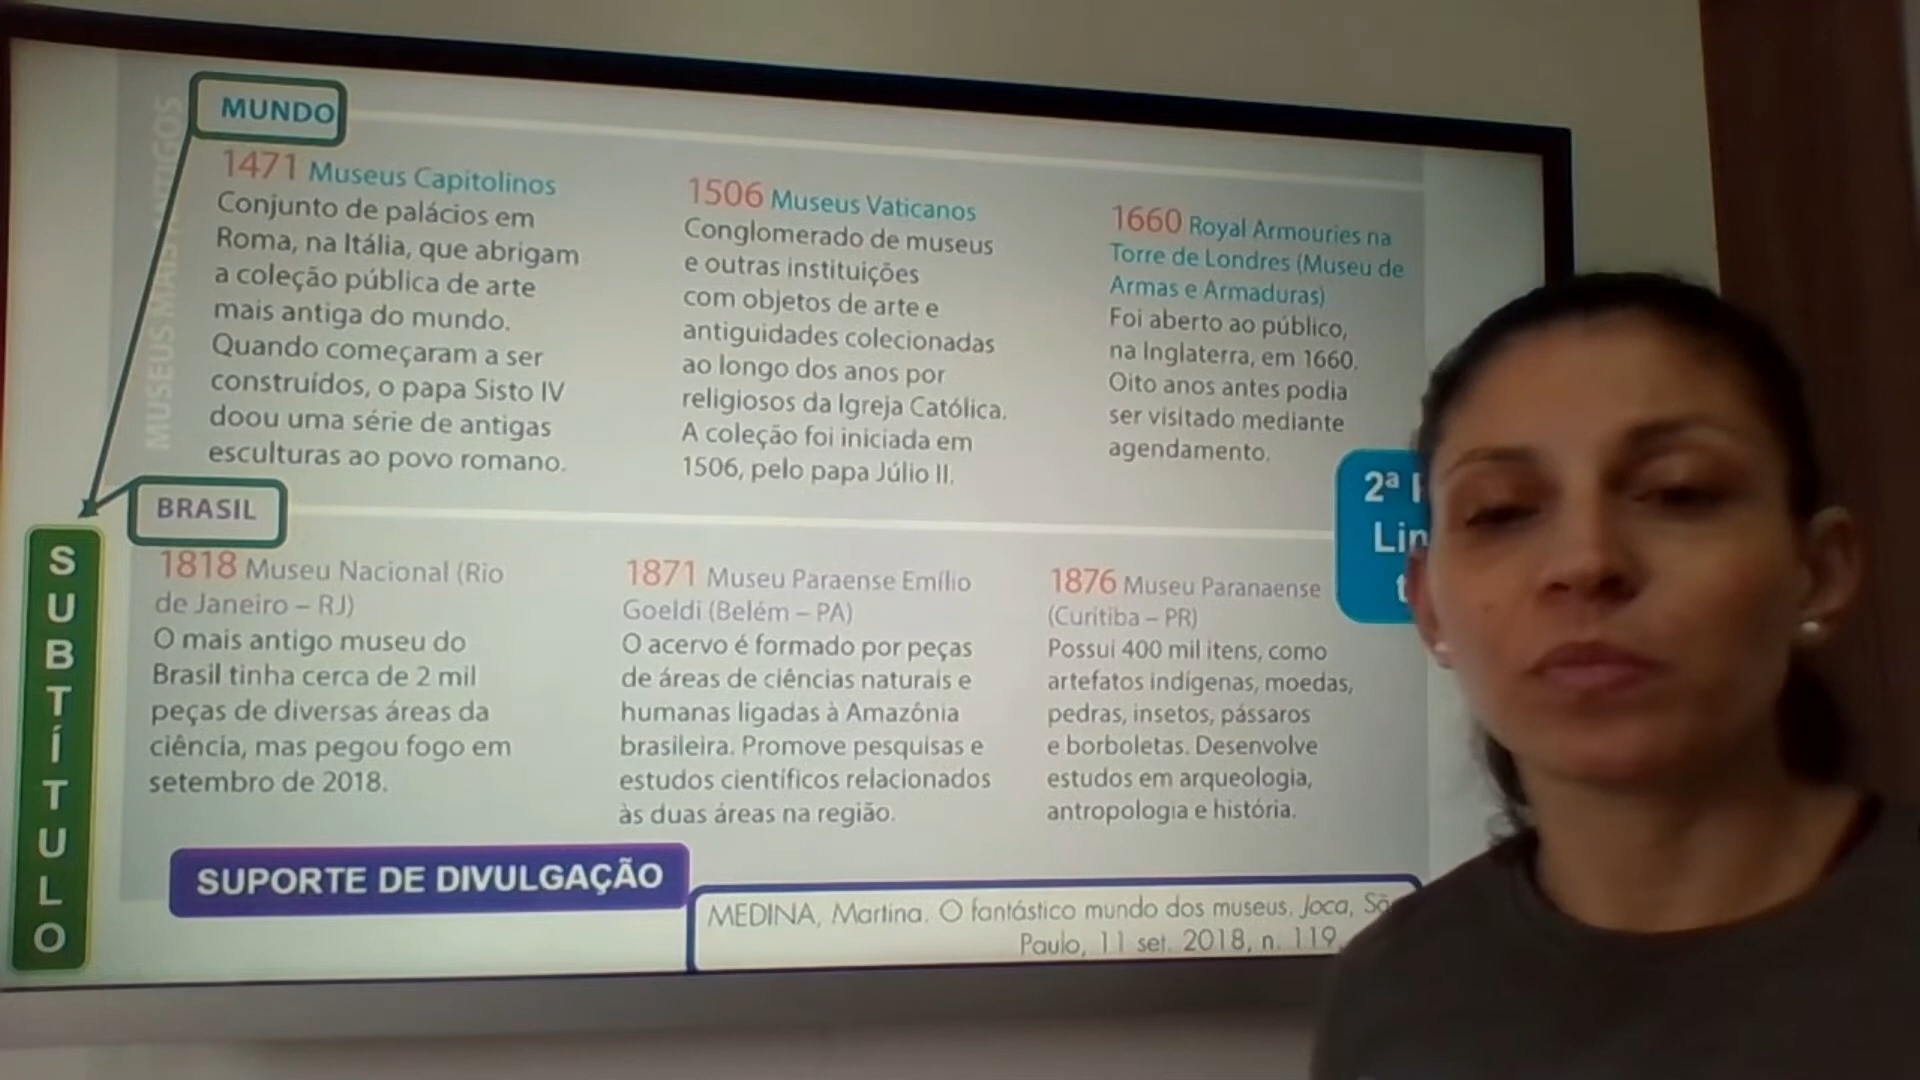 MUSEUS MAIS ANTIGOS
MUNDO
1471 Museus Capitolinos
Conjunto de palácios em
Roma, na Itália, que abrigam
a coleção pública de arte
mais antiga do mundo.
Quando começaram a ser
construídos, o papa Sisto IV
doou uma série de antigas
esculturas ao povo romano.
1506 Museus Vaticanos
Conglomerado de museus
e outras instituições
com objetos de arte e
antiguidades colecionadas
ao longo dos anos por
religiosos da Igreja Católica.
A coleção foi iniciada em
1506, pelo papa Júlio II.
1660 Royal Armouries na
Torre de Londres (Museu de
Armas e Armaduras)
Foi aberto ao público,
na Inglaterra, em 1660.
Oito anos antes podia
ser visitado mediante
agendamento.
2ª
BRASIL
1818 Museu Nacional (Rio
de Janeiro – RJ)
O mais antigo museu do
Brasil tinha cerca de 2 mil
peças de diversas áreas da
ciência, mas pegou fogo em
setembro de 2018.
1871 Museu Paraense Emílio
Goeldi (Belém – PA)
O acervo é formado por peças
de áreas de ciências naturais e
humanas ligadas à Amazônia
brasileira. Promove pesquisas e
estudos científicos relacionados
às duas áreas na região.
1876 Museu Paranaense
(Curitiba – PR)
Possui 400 mil itens, como
artefatos indígenas, moedas,
pedras, insetos, pássaros
e borboletas. Desenvolve
estudos em arqueologia,
antropologia e história.
SUBTÍTULO
SUPORTE DE DIVULGAÇÃO
MEDINA, Martina. O fantástico mundo dos museus. Joca,
Paulo, 11 set. 2018, n. 119.